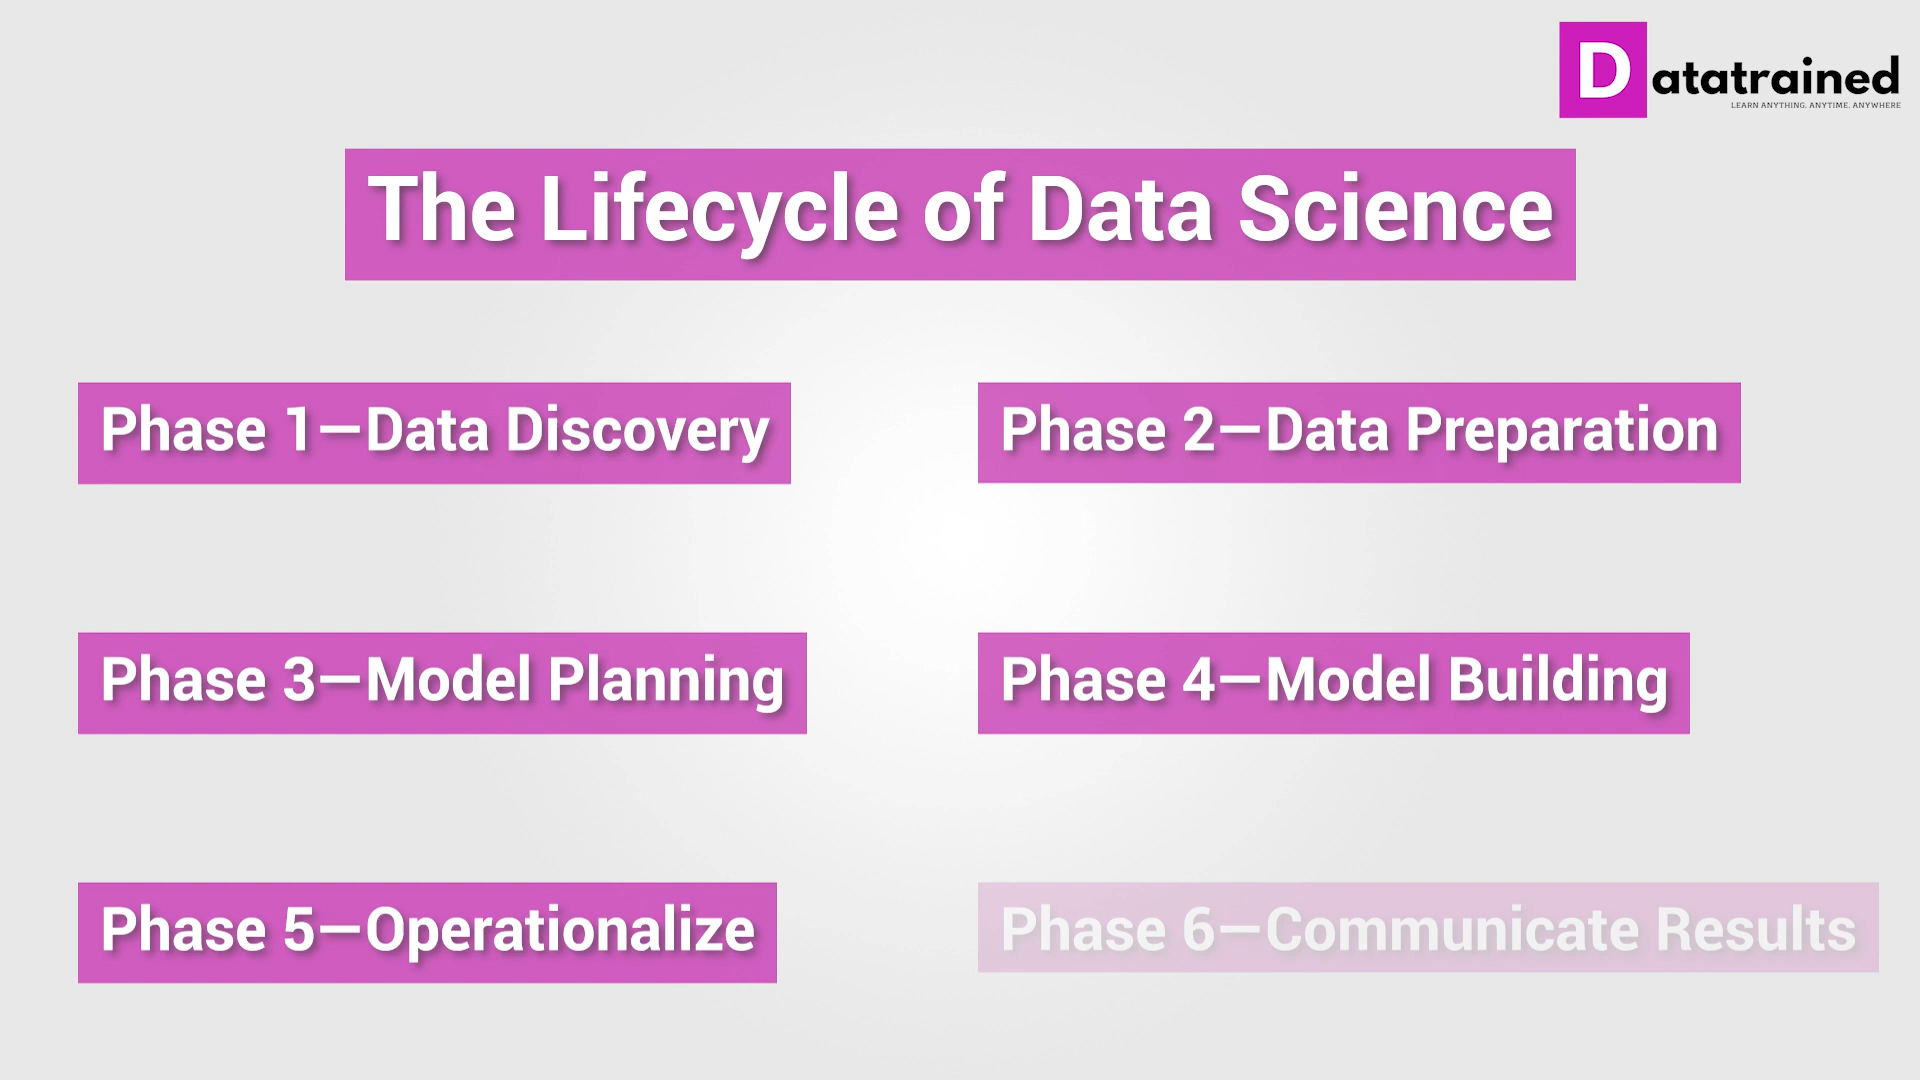 Datatrained
LEARN ANYTHING, ANYTIME, ANYWHERE
The Lifecycle of Data Science
Phase 1—Data Discovery
Phase 2—Data Preparation
Phase 3—Model Planning
Phase 4—Model Building
Phase 5—Operationalize
Phase 6—Communicate Results